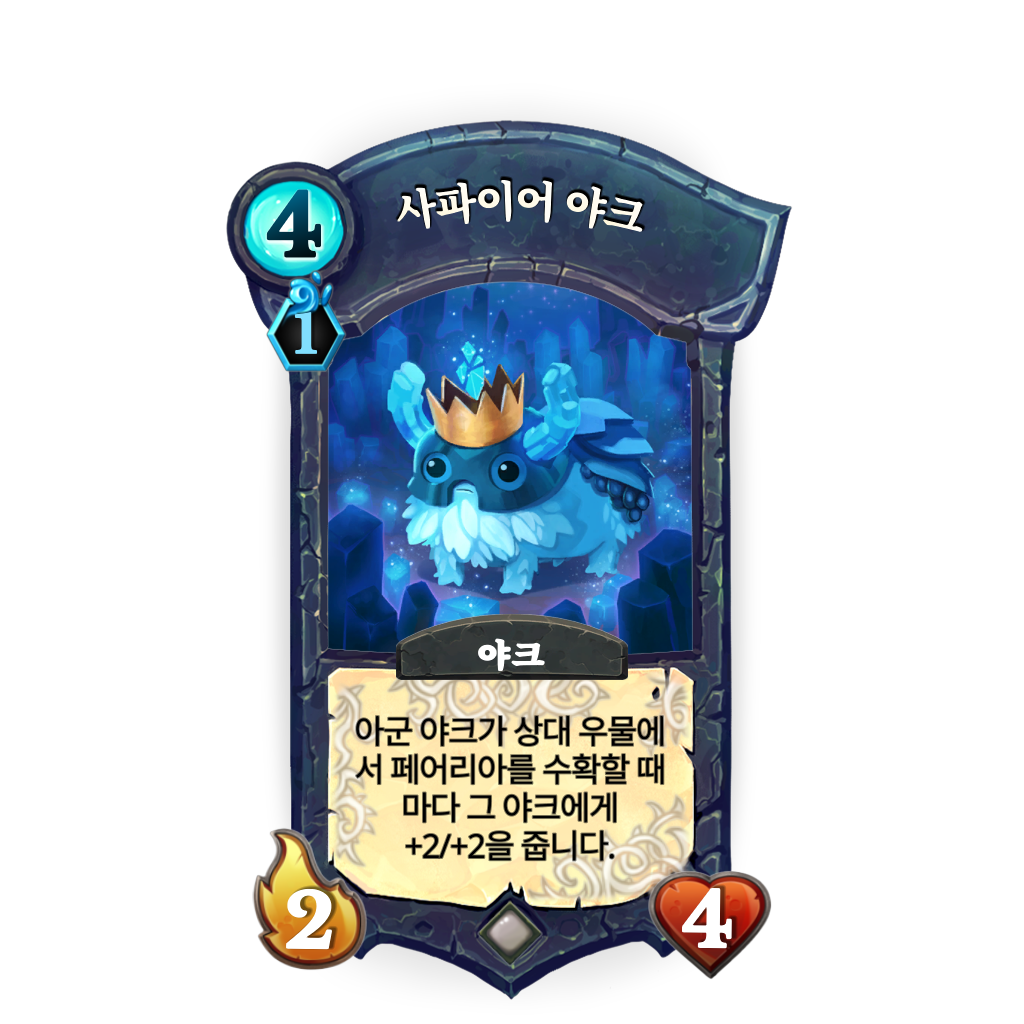 4
사파이어 야크
1
야크
아군 야크가 상대 우물에
서 페어리아를 수확할 때
마다 그 야크에게
+2/+2을 줍니다.
2
4